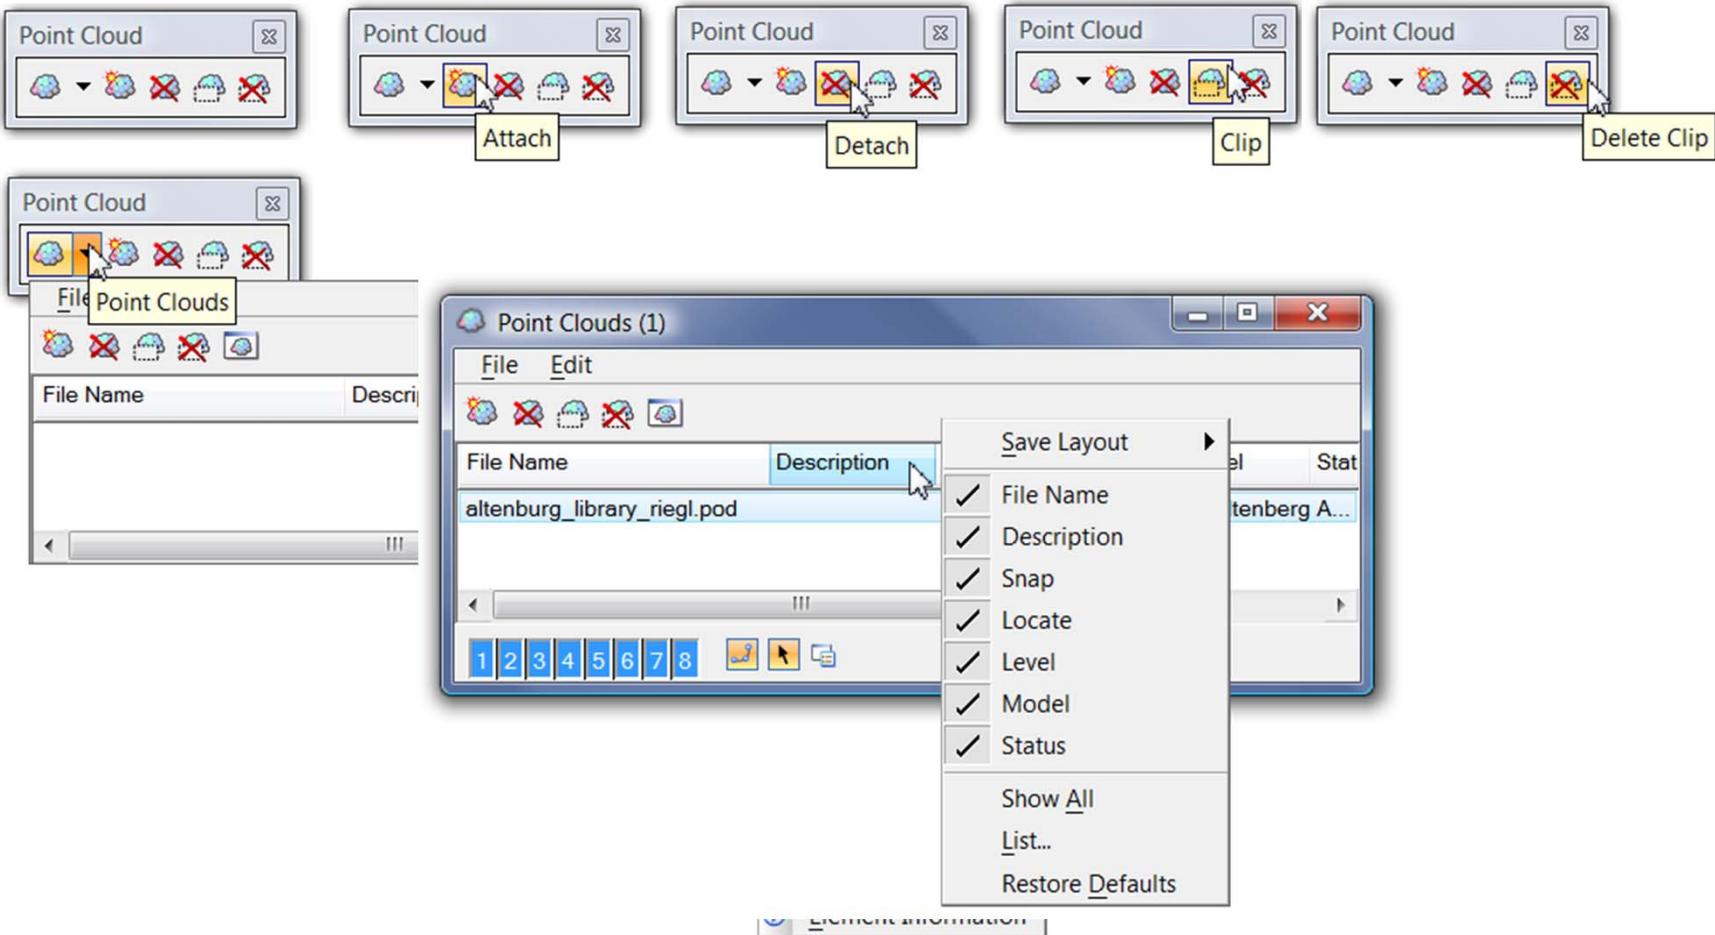 Point Cloud
Point Cloud
Point Cloud
Point Cloud
Point Cloud
Attach
Detach
Clip
Delete Clip
Point Cloud
Point Clouds
File
File Name Descri
Point Clouds (1)
File Edit
File Name Description el Stat
altenburg_library_riegl.pod tenberg A...
1 2 3 4 5 6 7 8
Save Layout
File Name
Description
Snap
Locate
Level
Model
Status
Show All
List...
Restore Defaults
Element Information